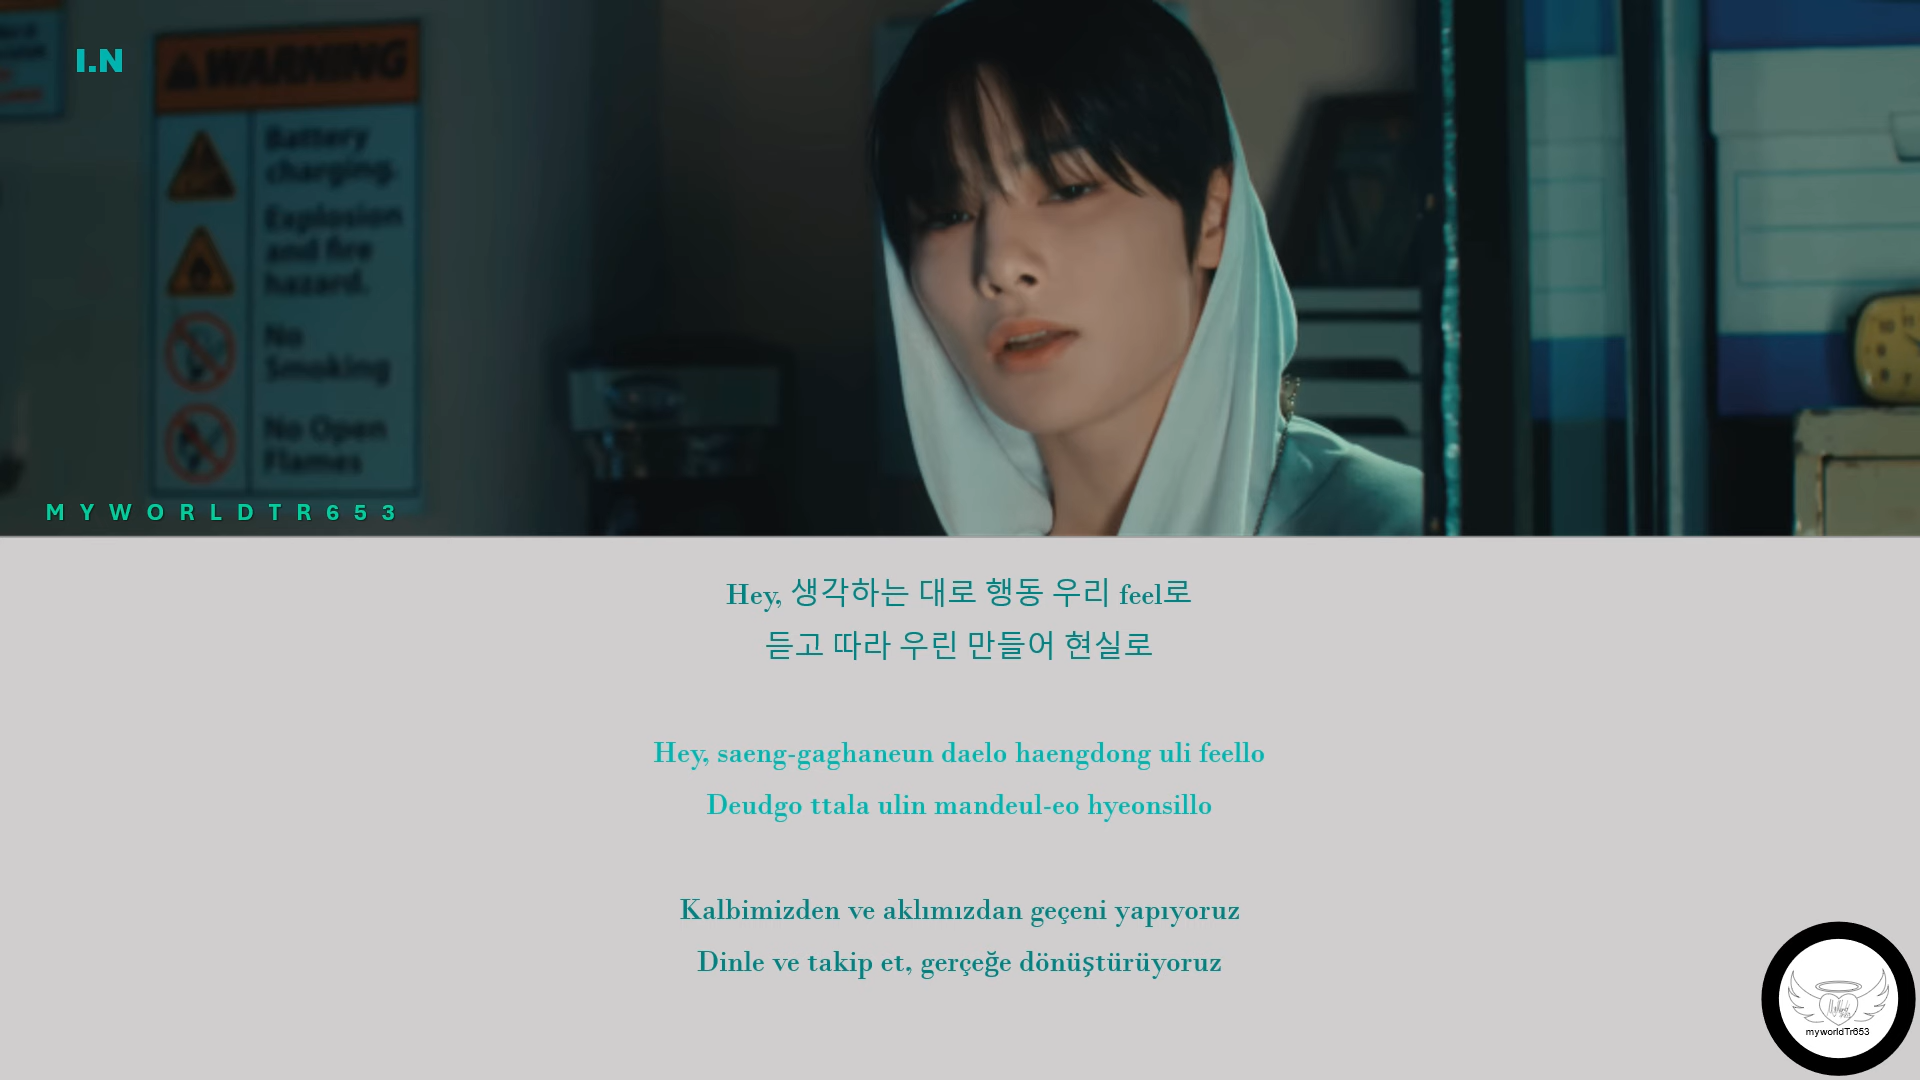 I.N
WARNING
Battery
charging.
Explosion
and fire
hazard.
No
Smoking
No Open
Flames
MYWORLDTR653
Hey, 생각하는 대로 행동 우리 feel로
듣고 따라 우린 만들어 현실로
Hey, saeng-gaghaneun daelo haengdong uli feello
Deudgo ttala ulin mandeul-eo hyeonsillo
Kalbimizden ve aklımızdan geçeni yapıyoruz
Dinle ve takip et, gerçeğe dönüştürüyoruz
myworldTr653